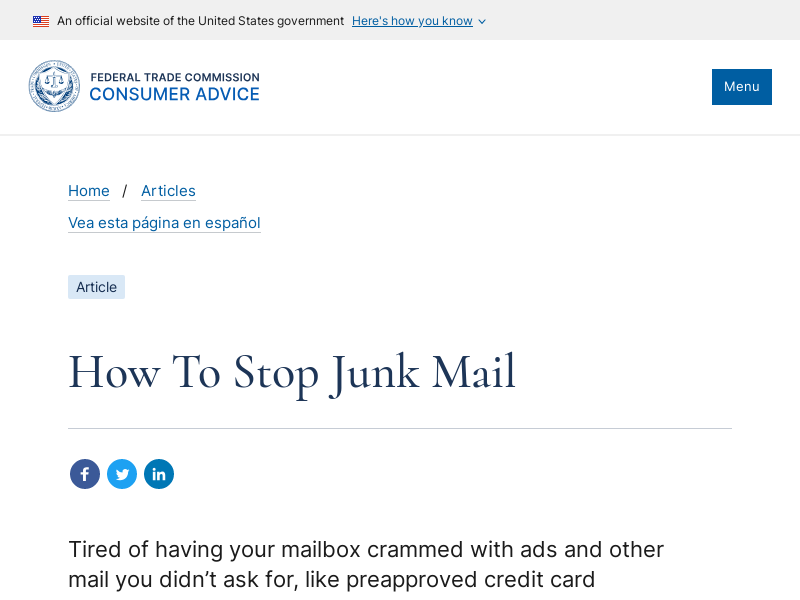 An official website of the United States government Here's how you know
FEDERAL TRADE COMMISSION
CONSUMER ADVICE
Menu
Home / Articles
Vea esta página en español
Article
How To Stop Junk Mail
Tired of having your mailbox crammed with ads and other
mail you didn’t ask for, like preapproved credit card